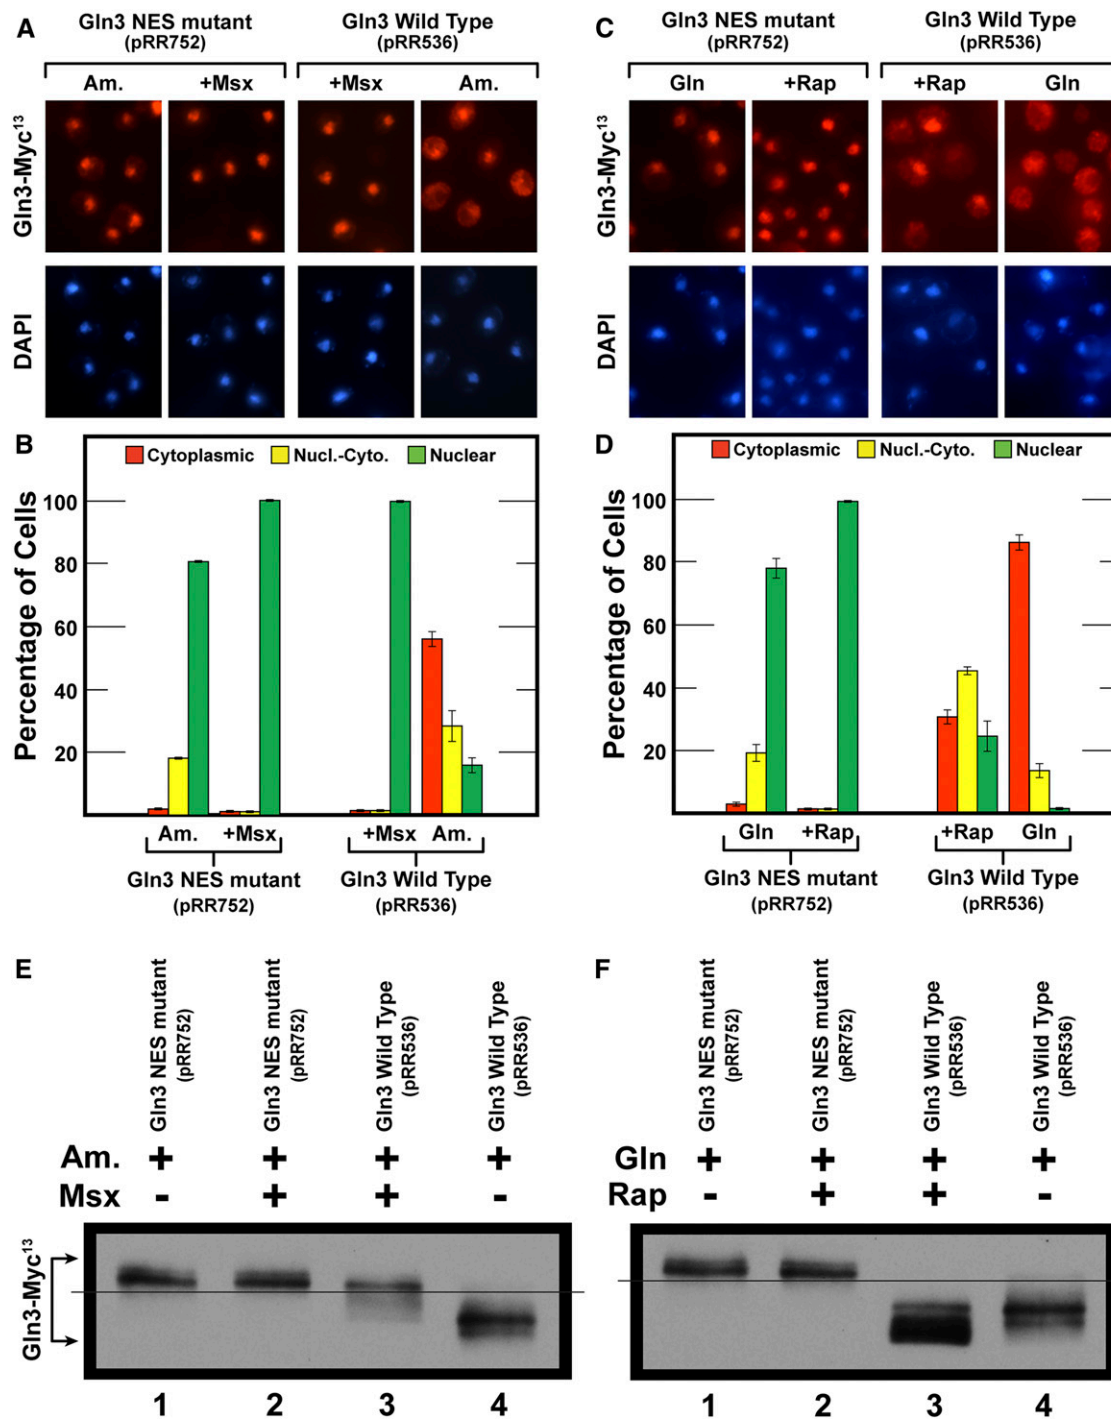 A
Gln3 NES mutant
(pRR752)
Gln3 Wild Type
(pRR536)
Am.
+Msx
+Msx
Am.
Gln3-Myc13
DAPI
C
Gln3 NES mutant
(pRR752)
Gln3 Wild Type
(pRR536)
Gln
+Rap
+Rap
Gln
Gln3-Myc13
DAPI
B
Cytoplasmic
Nucl.-Cyto.
Nuclear
Percentage of Cells
100
80
60
40
20
Am.
+Msx
+Msx
Am.
Gln3 NES mutant
(pRR752)
Gln3 Wild Type
(pRR536)
D
Cytoplasmic
Nucl.-Cyto.
Nuclear
Percentage of Cells
100
80
60
40
20
Gln
+Rap
+Rap
Gln
Gln3 NES mutant
(pRR752)
Gln3 Wild Type
(pRR536)
E
Gln3 NES mutant
(pRR752)
Gln3 NES mutant
(pRR752)
Gln3 Wild Type
(pRR536)
Gln3 Wild Type
(pRR536)
Am. + + + +
Msx - + + -
Gln3-Myc13
1 2 3 4
F
Gln3 NES mutant
(pRR752)
Gln3 NES mutant
(pRR752)
Gln3 Wild Type
(pRR536)
Gln3 Wild Type
(pRR536)
Gln + + + +
Rap - + + -
1 2 3 4